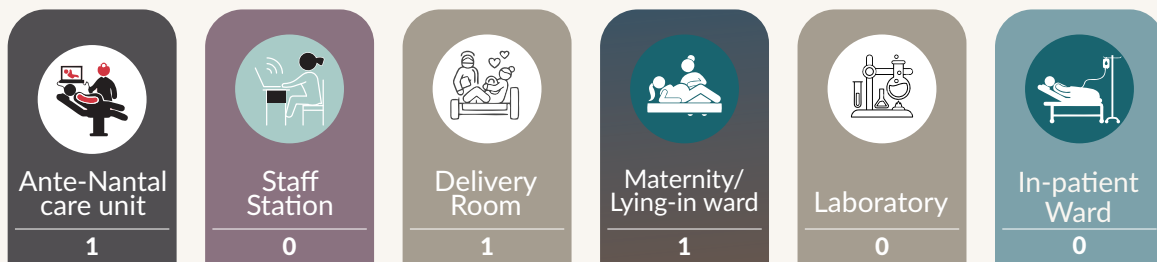 Ante-Nantal
care unit
1
Staff
Station
0
Delivery
Room
1
Maternity/
Lying-in ward
1
Laboratory
0
In-patient
Ward
0